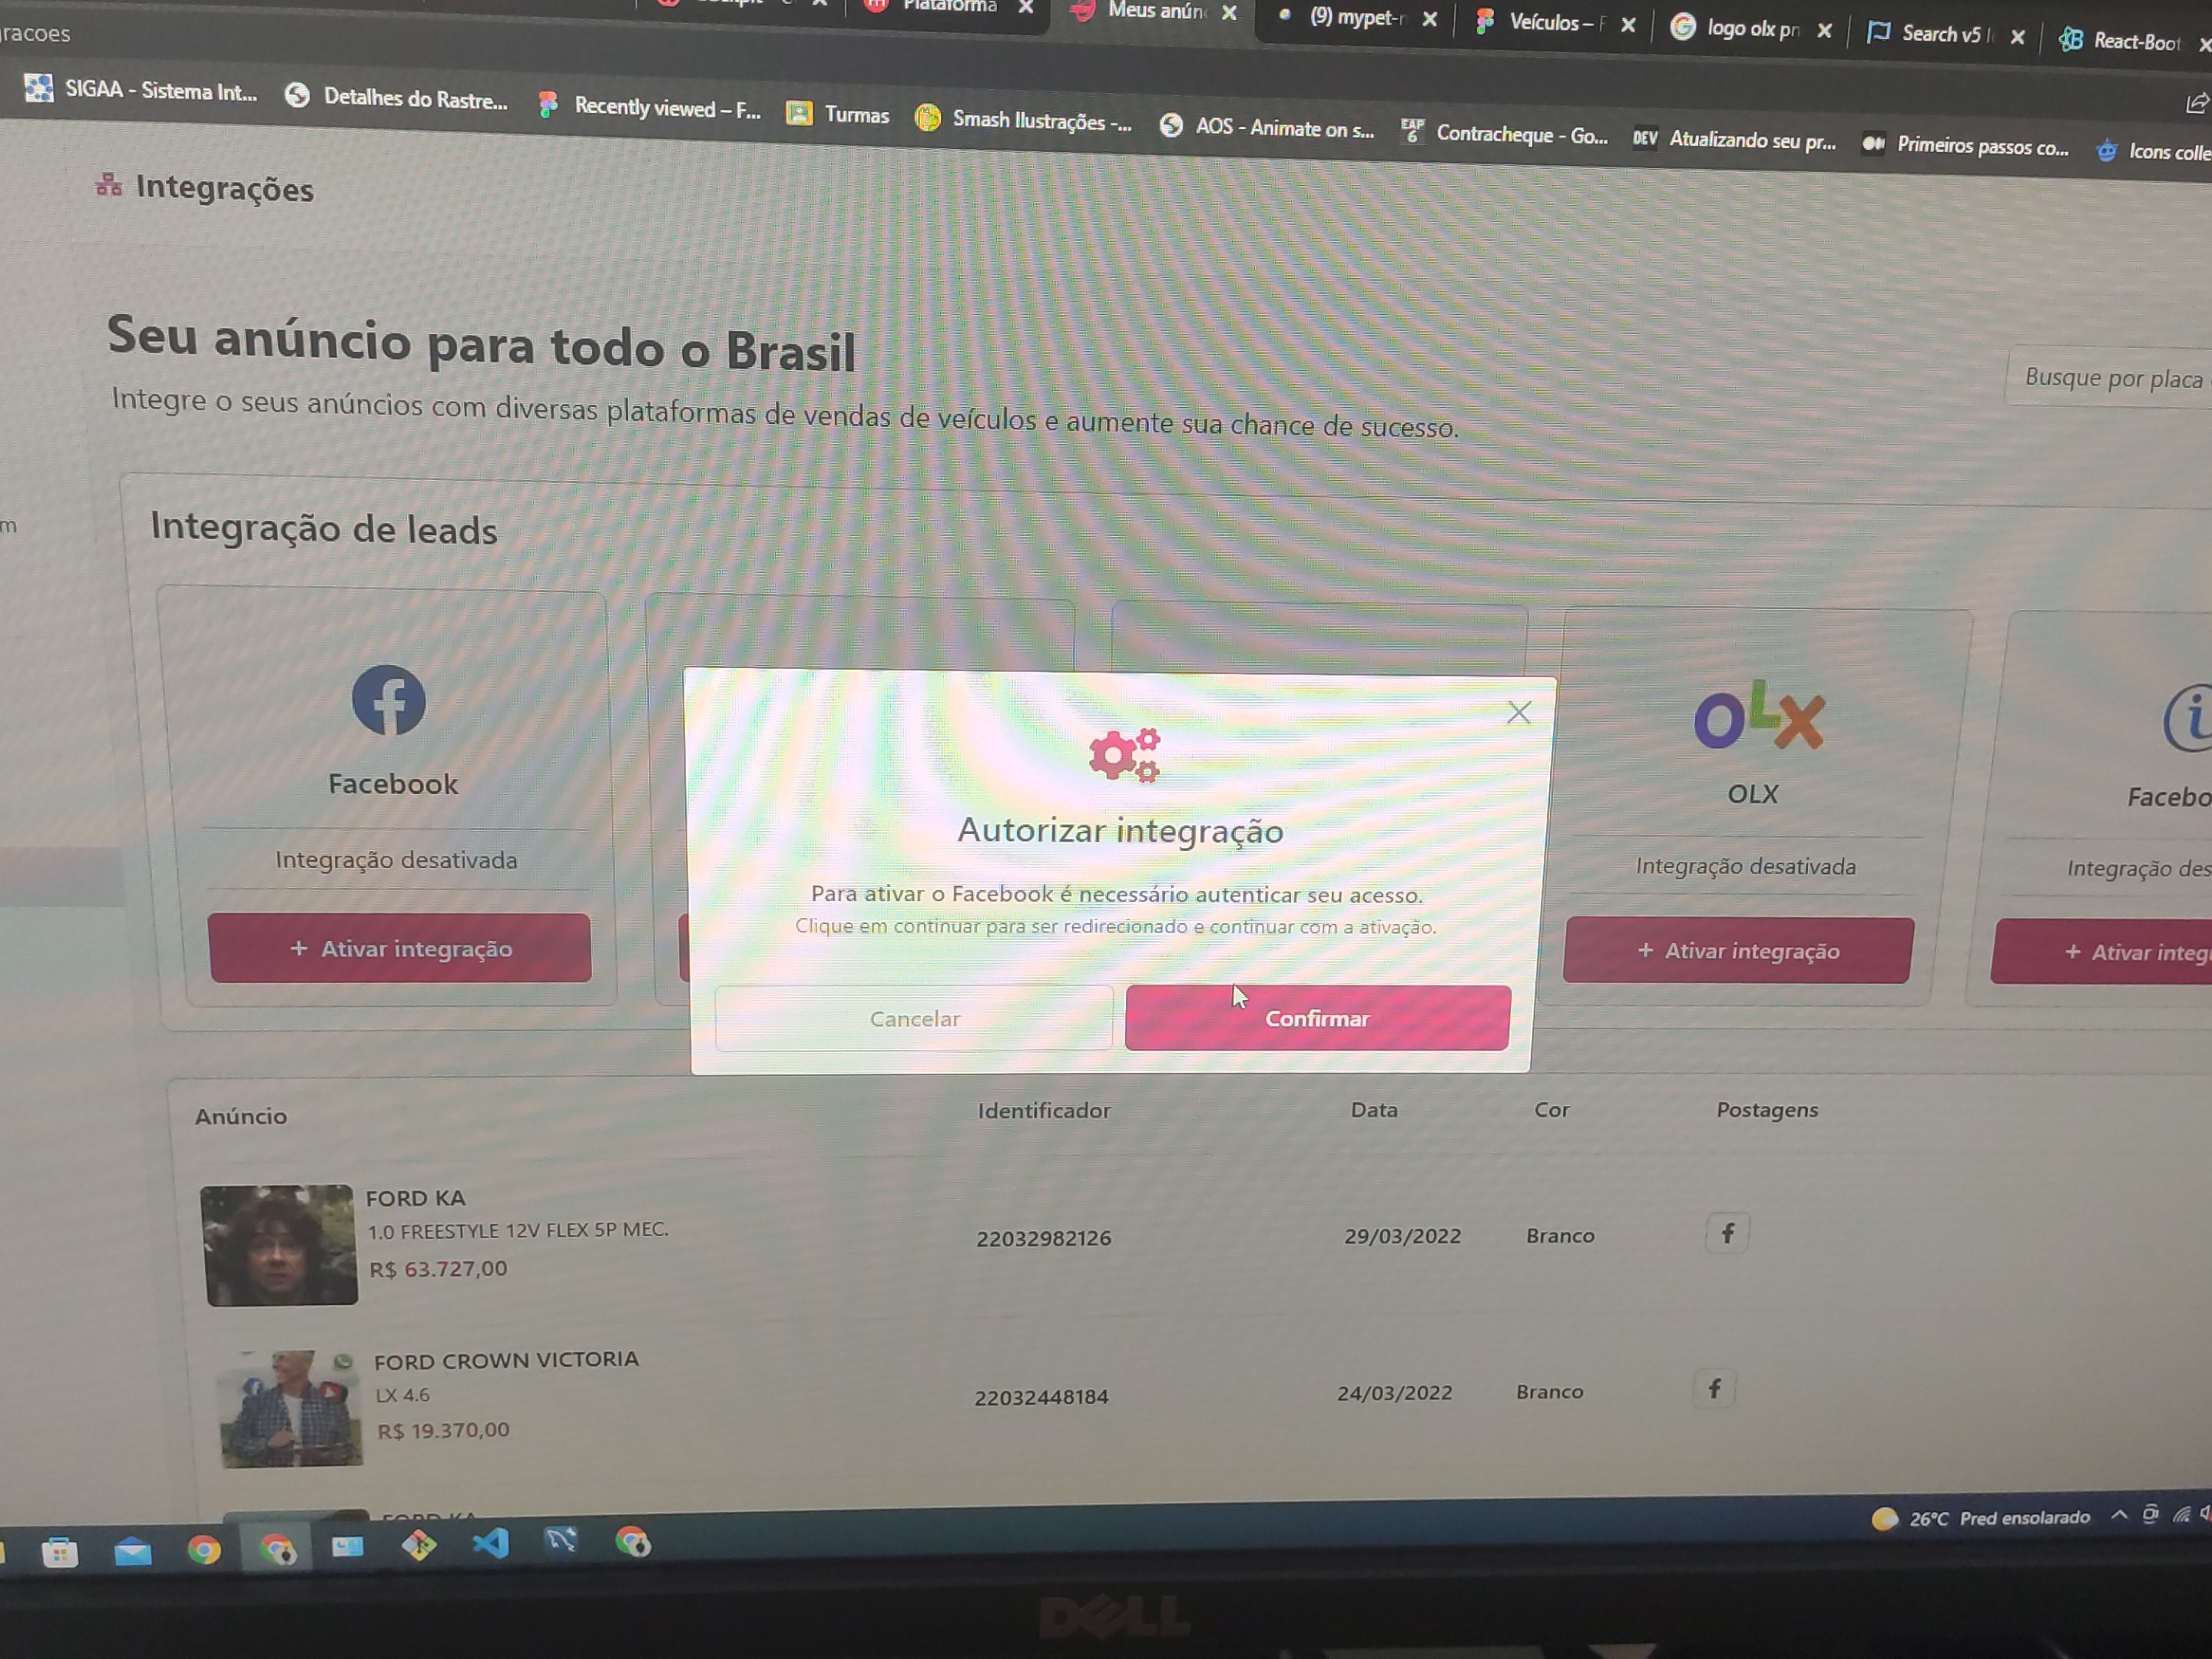 Plataforma
Meus anún
(9) mypet-r
Veículos – F
logo olx pn
Search v5
React-Boot
racoes
SIGAA - Sistema Int...
Detalhes do Rastre...
Recently viewed – F...
Turmas
Smash Ilustrações -...
AOS - Animate on s...
EAP 6
Contracheque - Go...
DEV
Atualizando seu pr...
Primeiros passos co...
Icons colle
Integrações
Seu anúncio para todo o Brasil
Integre o seus anúncios com diversas plataformas de vendas de veículos e aumente sua chance de sucesso.
Busque por placa
m
Integração de leads
Facebook
Integração desativada
+ Ativar integração
OLX
OLX
Integração desativada
+ Ativar integração
Facebo
Integração des
+ Ativar integ
Autorizar integração
Para ativar o Facebook é necessário autenticar seu acesso.
Clique em continuar para ser redirecionado e continuar com a ativação.
Cancelar
Confirmar
Anúncio
Identificador
Data
Cor
Postagens
FORD KA
1.0 FREESTYLE 12V FLEX 5P MEC.
R$ 63.727,00
22032982126
29/03/2022
Branco
FORD CROWN VICTORIA
LX 4.6
R$ 19.370,00
22032448184
24/03/2022
Branco
FORD KA
26°C Pred ensolarado
DELL